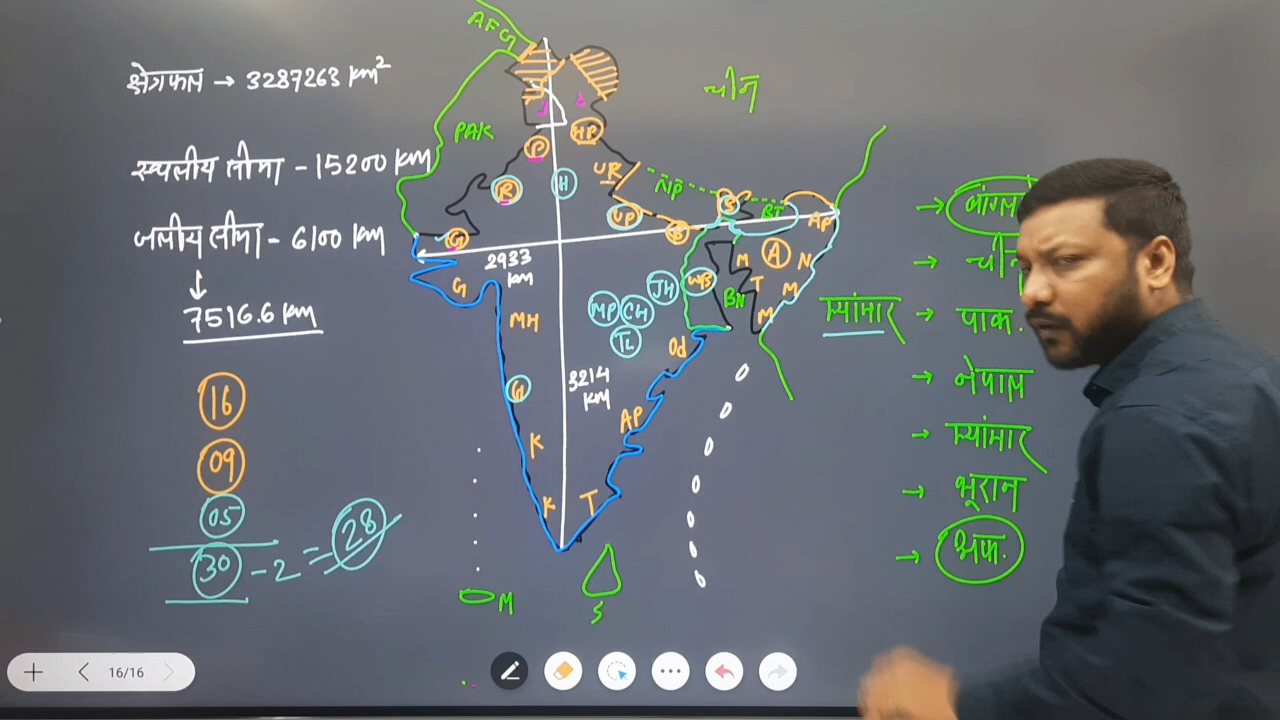 क्षेत्रफल → 3287263 km²
स्थलीय सीमा - 15200 km
जलीय सीमा - 6100 km
↓
7516.6 km
16
09
05
30 - 2 = 28
AFG
PAK
चीन
J
L
HP
P
UR
R
H
NP
UP
S
BT
AP
B
G
2933
km
A
N
M
T
M
M
WB
BN
JH
MP
CH
TL
G
MH
Od
G
3214
km
AP
K
K
T
M
S
→ बांगला
→ चीन
म्यांमार → पाक.
→ नेपाल
→ म्यांमार
→ भूटान
→ अफ.
16/16